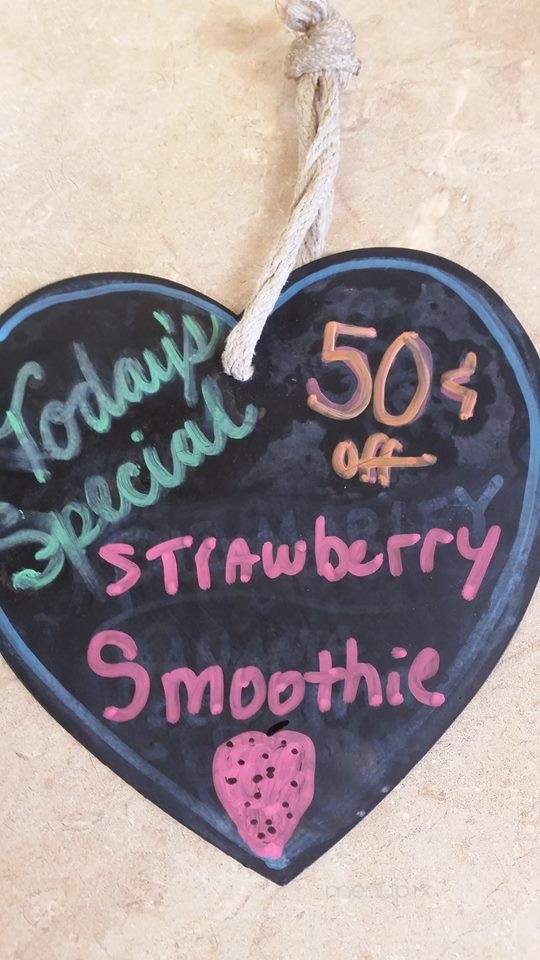 Today's
Special
50¢
off
STrAwberry
Smoothie